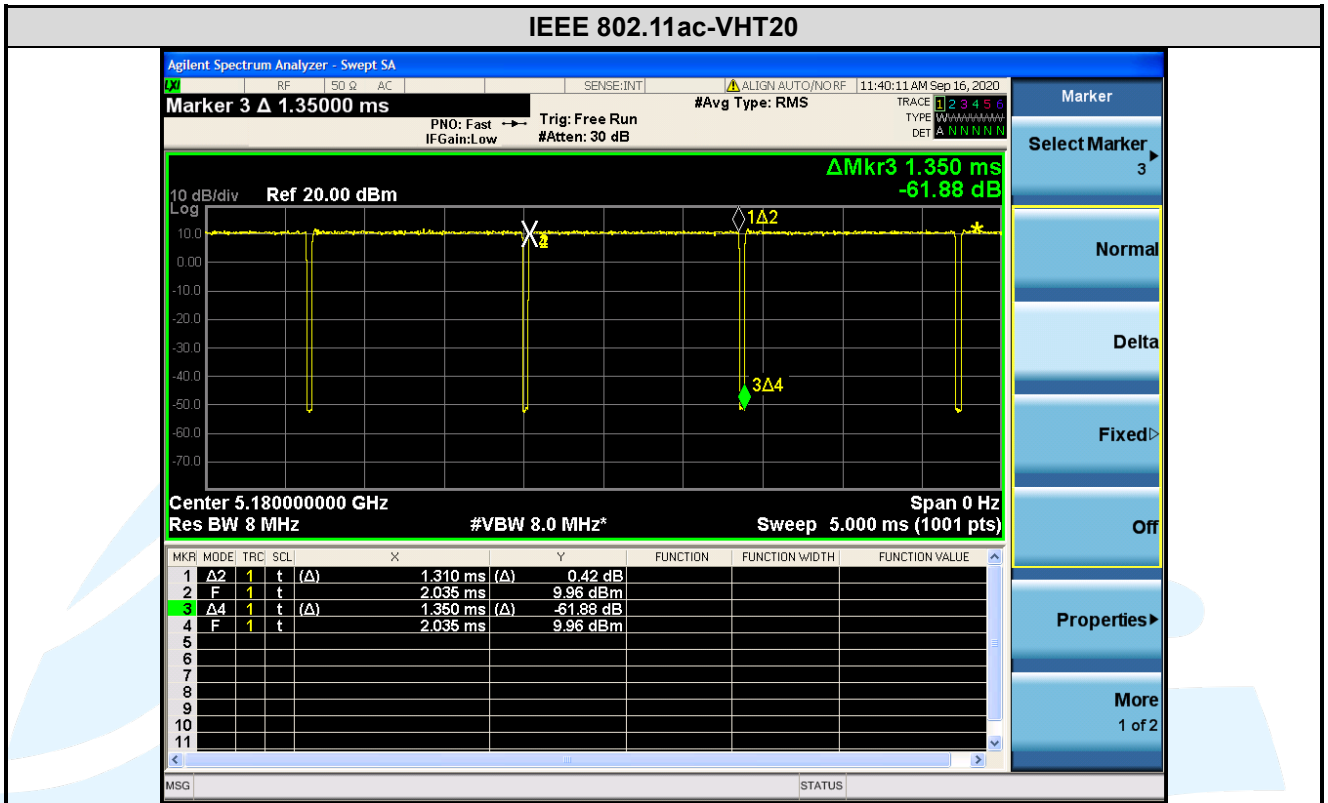 IEEE 802.11ac-VHT20
Agilent Spectrum Analyzer - Swept SA
LXI RF 50 Ω AC SENSE:INT ALIGN AUTO/NO RF 11:40:11 AM Sep 16, 2020
Marker 3 Δ 1.35000 ms
PNO: Fast
IFGain:Low
Trig: Free Run
#Atten: 30 dB
#Avg Type: RMS
TRACE 1 2 3 4 5 6
TYPE WWWWWW
DET A N N N N N
ΔMkr3 1.350 ms
-61.88 dB
10 dB/div Ref 20.00 dBm
Log
10.0
0.00
-10.0
-20.0
-30.0
-40.0
-50.0
-60.0
-70.0
1Δ2
3Δ4
Center 5.180000000 GHz Span 0 Hz
Res BW 8 MHz #VBW 8.0 MHz* Sweep 5.000 ms (1001 pts)
MKR MODE TRC SCL X Y FUNCTION FUNCTION WIDTH FUNCTION VALUE
1 Δ2 1 t (Δ) 1.310 ms (Δ) 0.42 dB
2 F 1 t 2.035 ms 9.96 dBm
3 Δ4 1 t (Δ) 1.350 ms (Δ) -61.88 dB
4 F 1 t 2.035 ms 9.96 dBm
5
6
7
8
9
10
11
MSG STATUS
Marker
Select Marker
3
Normal
Delta
Fixed
Off
Properties
More
1 of 2